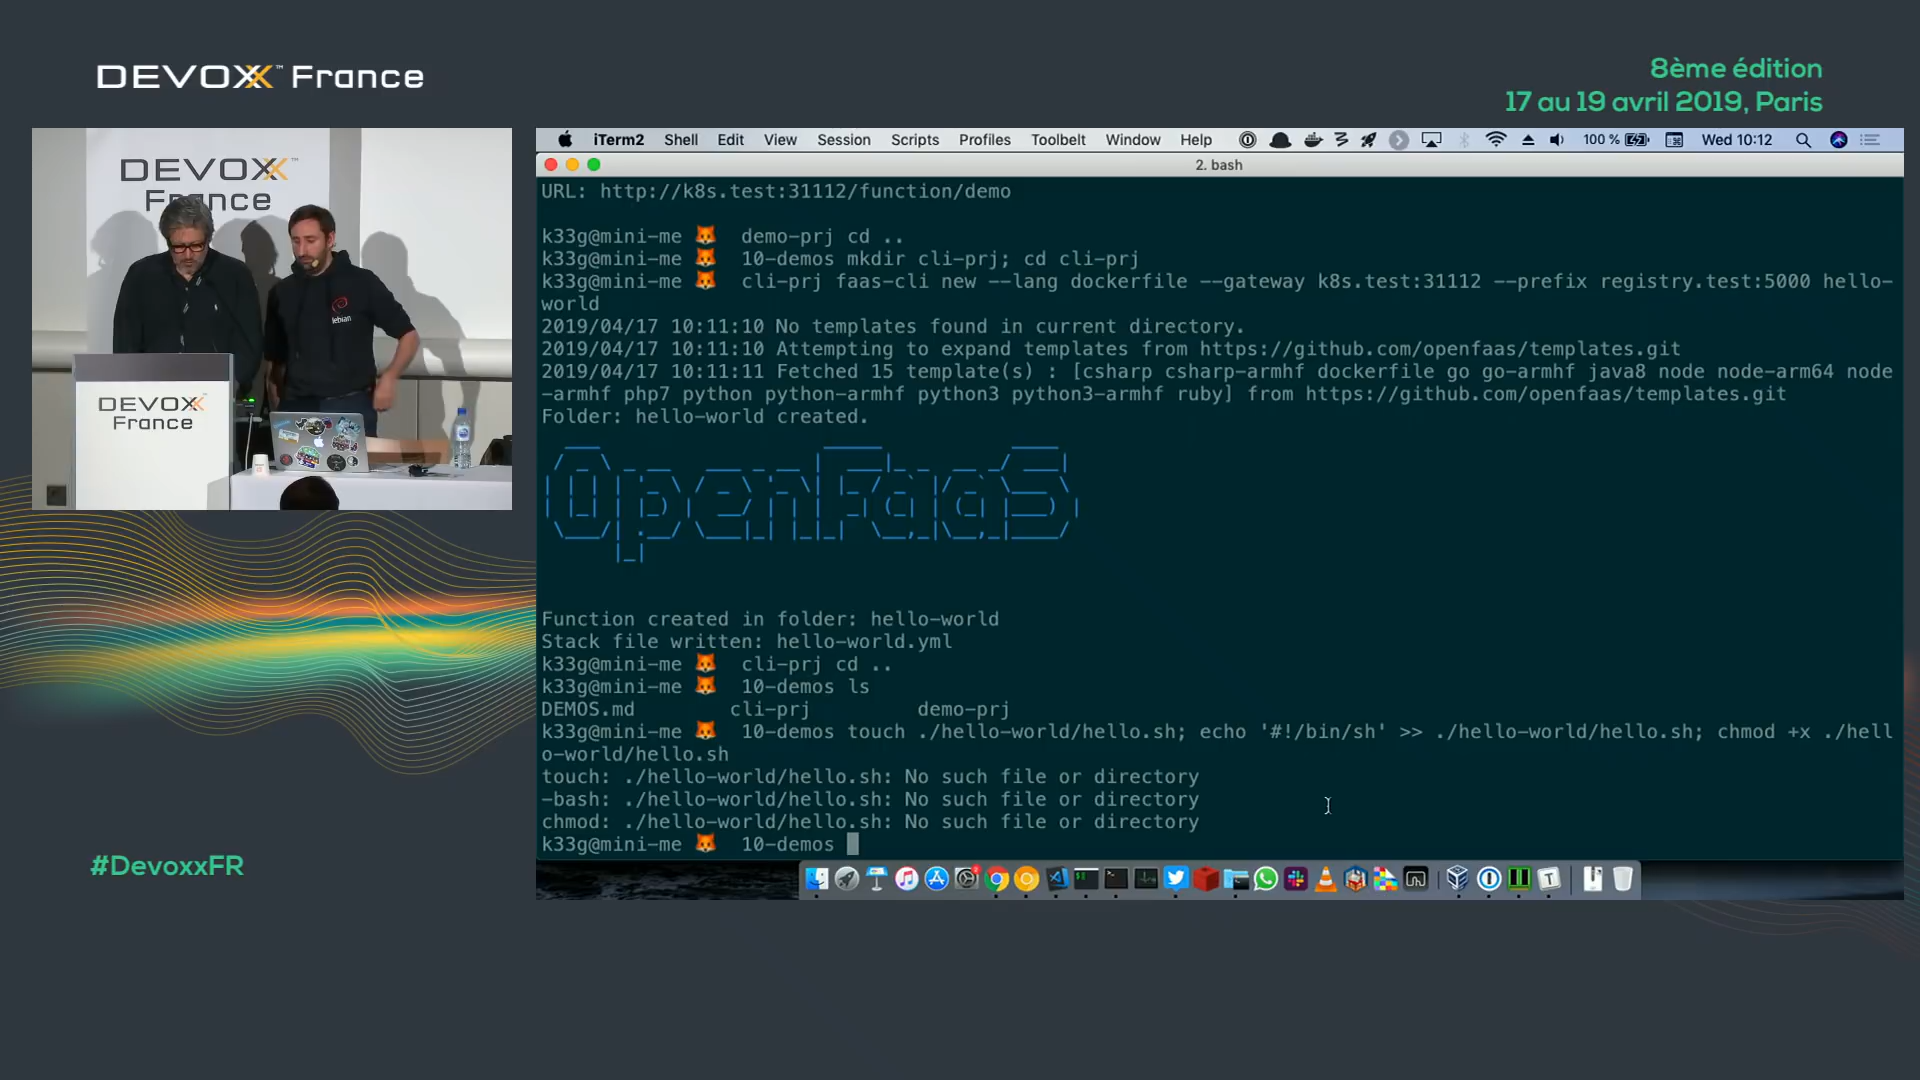 DEVOXX™ France
8ème édition
17 au 19 avril 2019, Paris
DEVOXX™
France
lebian
DEVOXX
France
iTerm2 Shell Edit View Session Scripts Profiles Toolbelt Window Help 100 % Wed 10:12
2. bash
URL: http://k8s.test:31112/function/demo
k33g@mini-me 🦊 demo-prj cd ..
k33g@mini-me 🦊 10-demos mkdir cli-prj; cd cli-prj
k33g@mini-me 🦊 cli-prj faas-cli new --lang dockerfile --gateway k8s.test:31112 --prefix registry.test:5000 hello-
world
2019/04/17 10:11:10 No templates found in current directory.
2019/04/17 10:11:10 Attempting to expand templates from https://github.com/openfaas/templates.git
2019/04/17 10:11:11 Fetched 15 template(s) : [csharp csharp-armhf dockerfile go go-armhf java8 node node-arm64 node
-armhf php7 python python-armhf python3 python3-armhf ruby] from https://github.com/openfaas/templates.git
Folder: hello-world created.
OpenFaaS
Function created in folder: hello-world
Stack file written: hello-world.yml
k33g@mini-me 🦊 cli-prj cd ..
k33g@mini-me 🦊 10-demos ls
DEMOS.md cli-prj demo-prj
k33g@mini-me 🦊 10-demos touch ./hello-world/hello.sh; echo '#!/bin/sh' >> ./hello-world/hello.sh; chmod +x ./hell
o-world/hello.sh
touch: ./hello-world/hello.sh: No such file or directory
-bash: ./hello-world/hello.sh: No such file or directory
chmod: ./hello-world/hello.sh: No such file or directory
k33g@mini-me 🦊 10-demos
#DevoxxFR